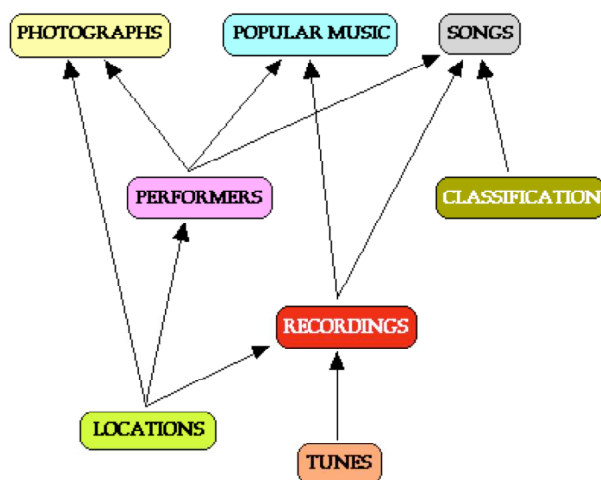 PHOTOGRAPHS
POPULAR MUSIC
SONGS
PERFORMERS
CLASSIFICATION
RECORDINGS
LOCATIONS
TUNES